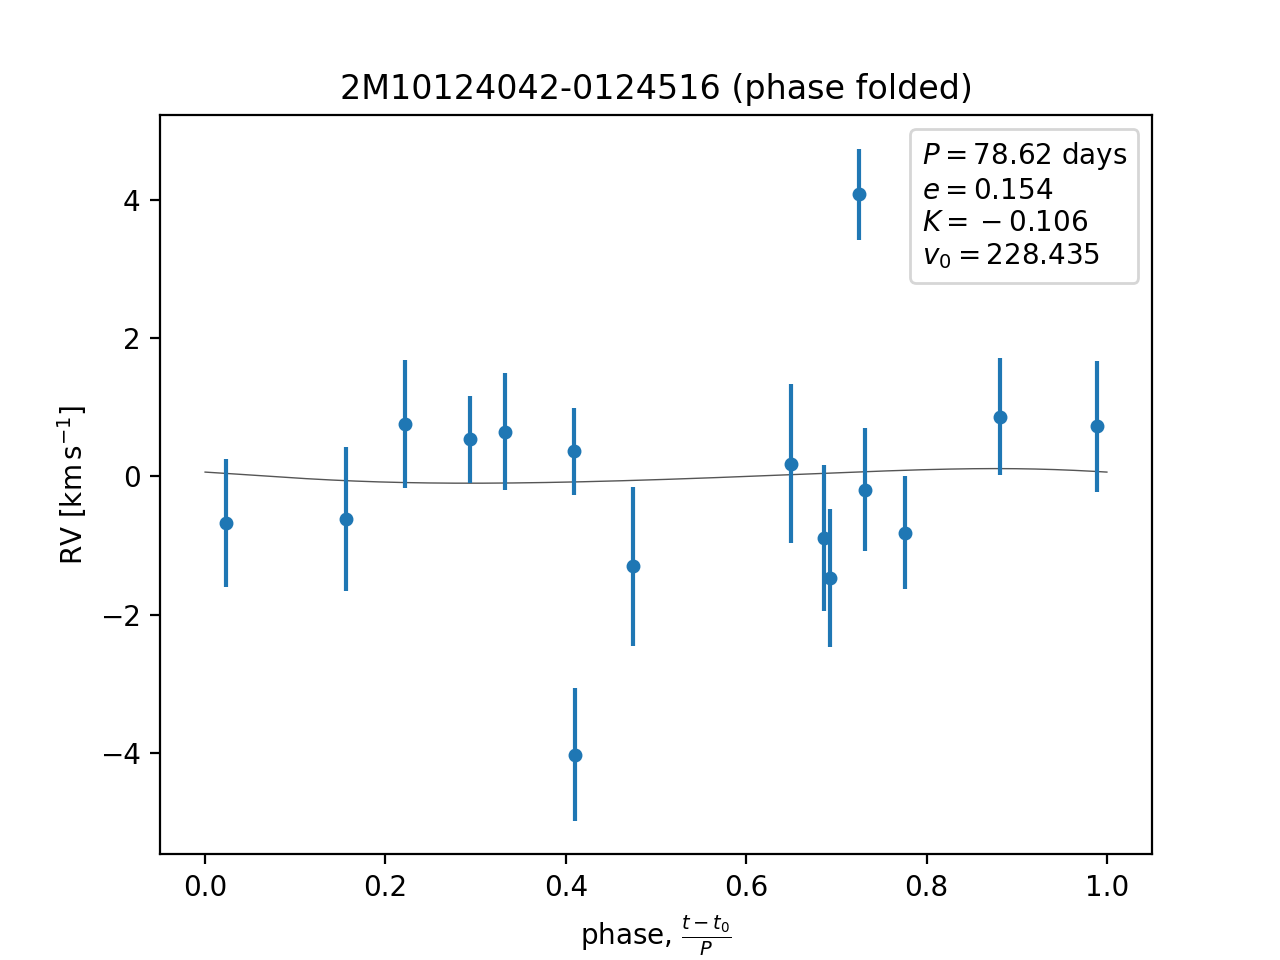 2M10124042-0124516 (phase folded)
P = 78.62 days
e = 0.154
K = −0.106
v₀ = 228.435
4
2
0
−2
−4
RV [km s⁻¹]
0.0 0.2 0.4 0.6 0.8 1.0
phase, (t − t₀)/P